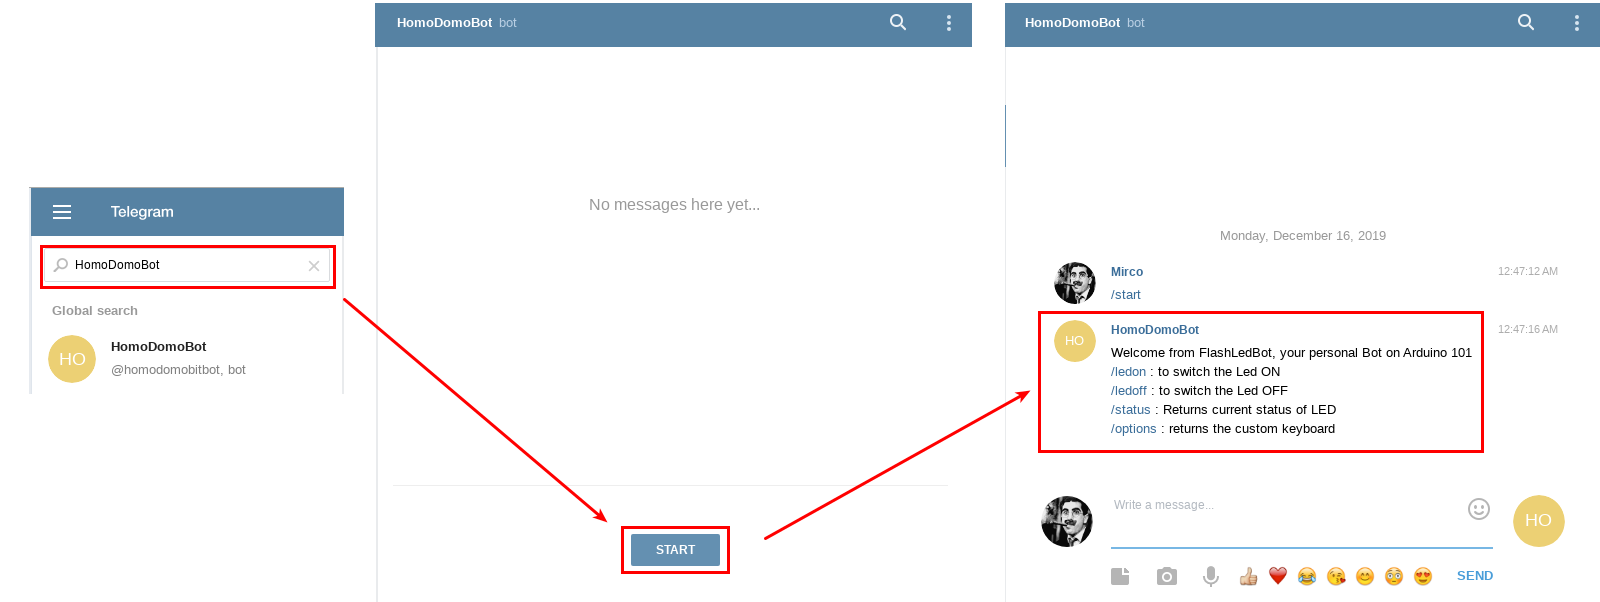 Telegram
HomoDomoBot
Global search
HO
HomoDomoBot
@homodomobitbot, bot
HomoDomoBot bot
No messages here yet...
START
HomoDomoBot bot
Monday, December 16, 2019
Mirco 12:47:12 AM
/start
HO
HomoDomoBot 12:47:16 AM
Welcome from FlashLedBot, your personal Bot on Arduino 101
/ledon : to switch the Led ON
/ledoff : to switch the Led OFF
/status : Returns current status of LED
/options : returns the custom keyboard
Write a message...
HO
SEND